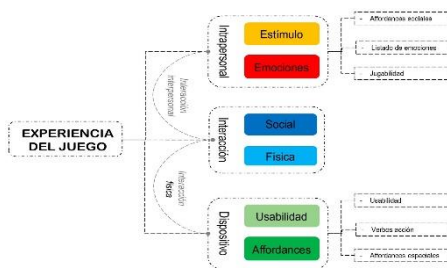 EXPERIENCIA
DEL JUEGO
Interacción
interpersonal
Interacción
física
Intrapersonal
Estímulo
Emociones
Affordances sociales
Listado de emociones
Jugabilidad
Interacción
Social
Física
Dispositivo
Usabilidad
Affordances
Usabilidad
Verbos acción
Affordances espaciales